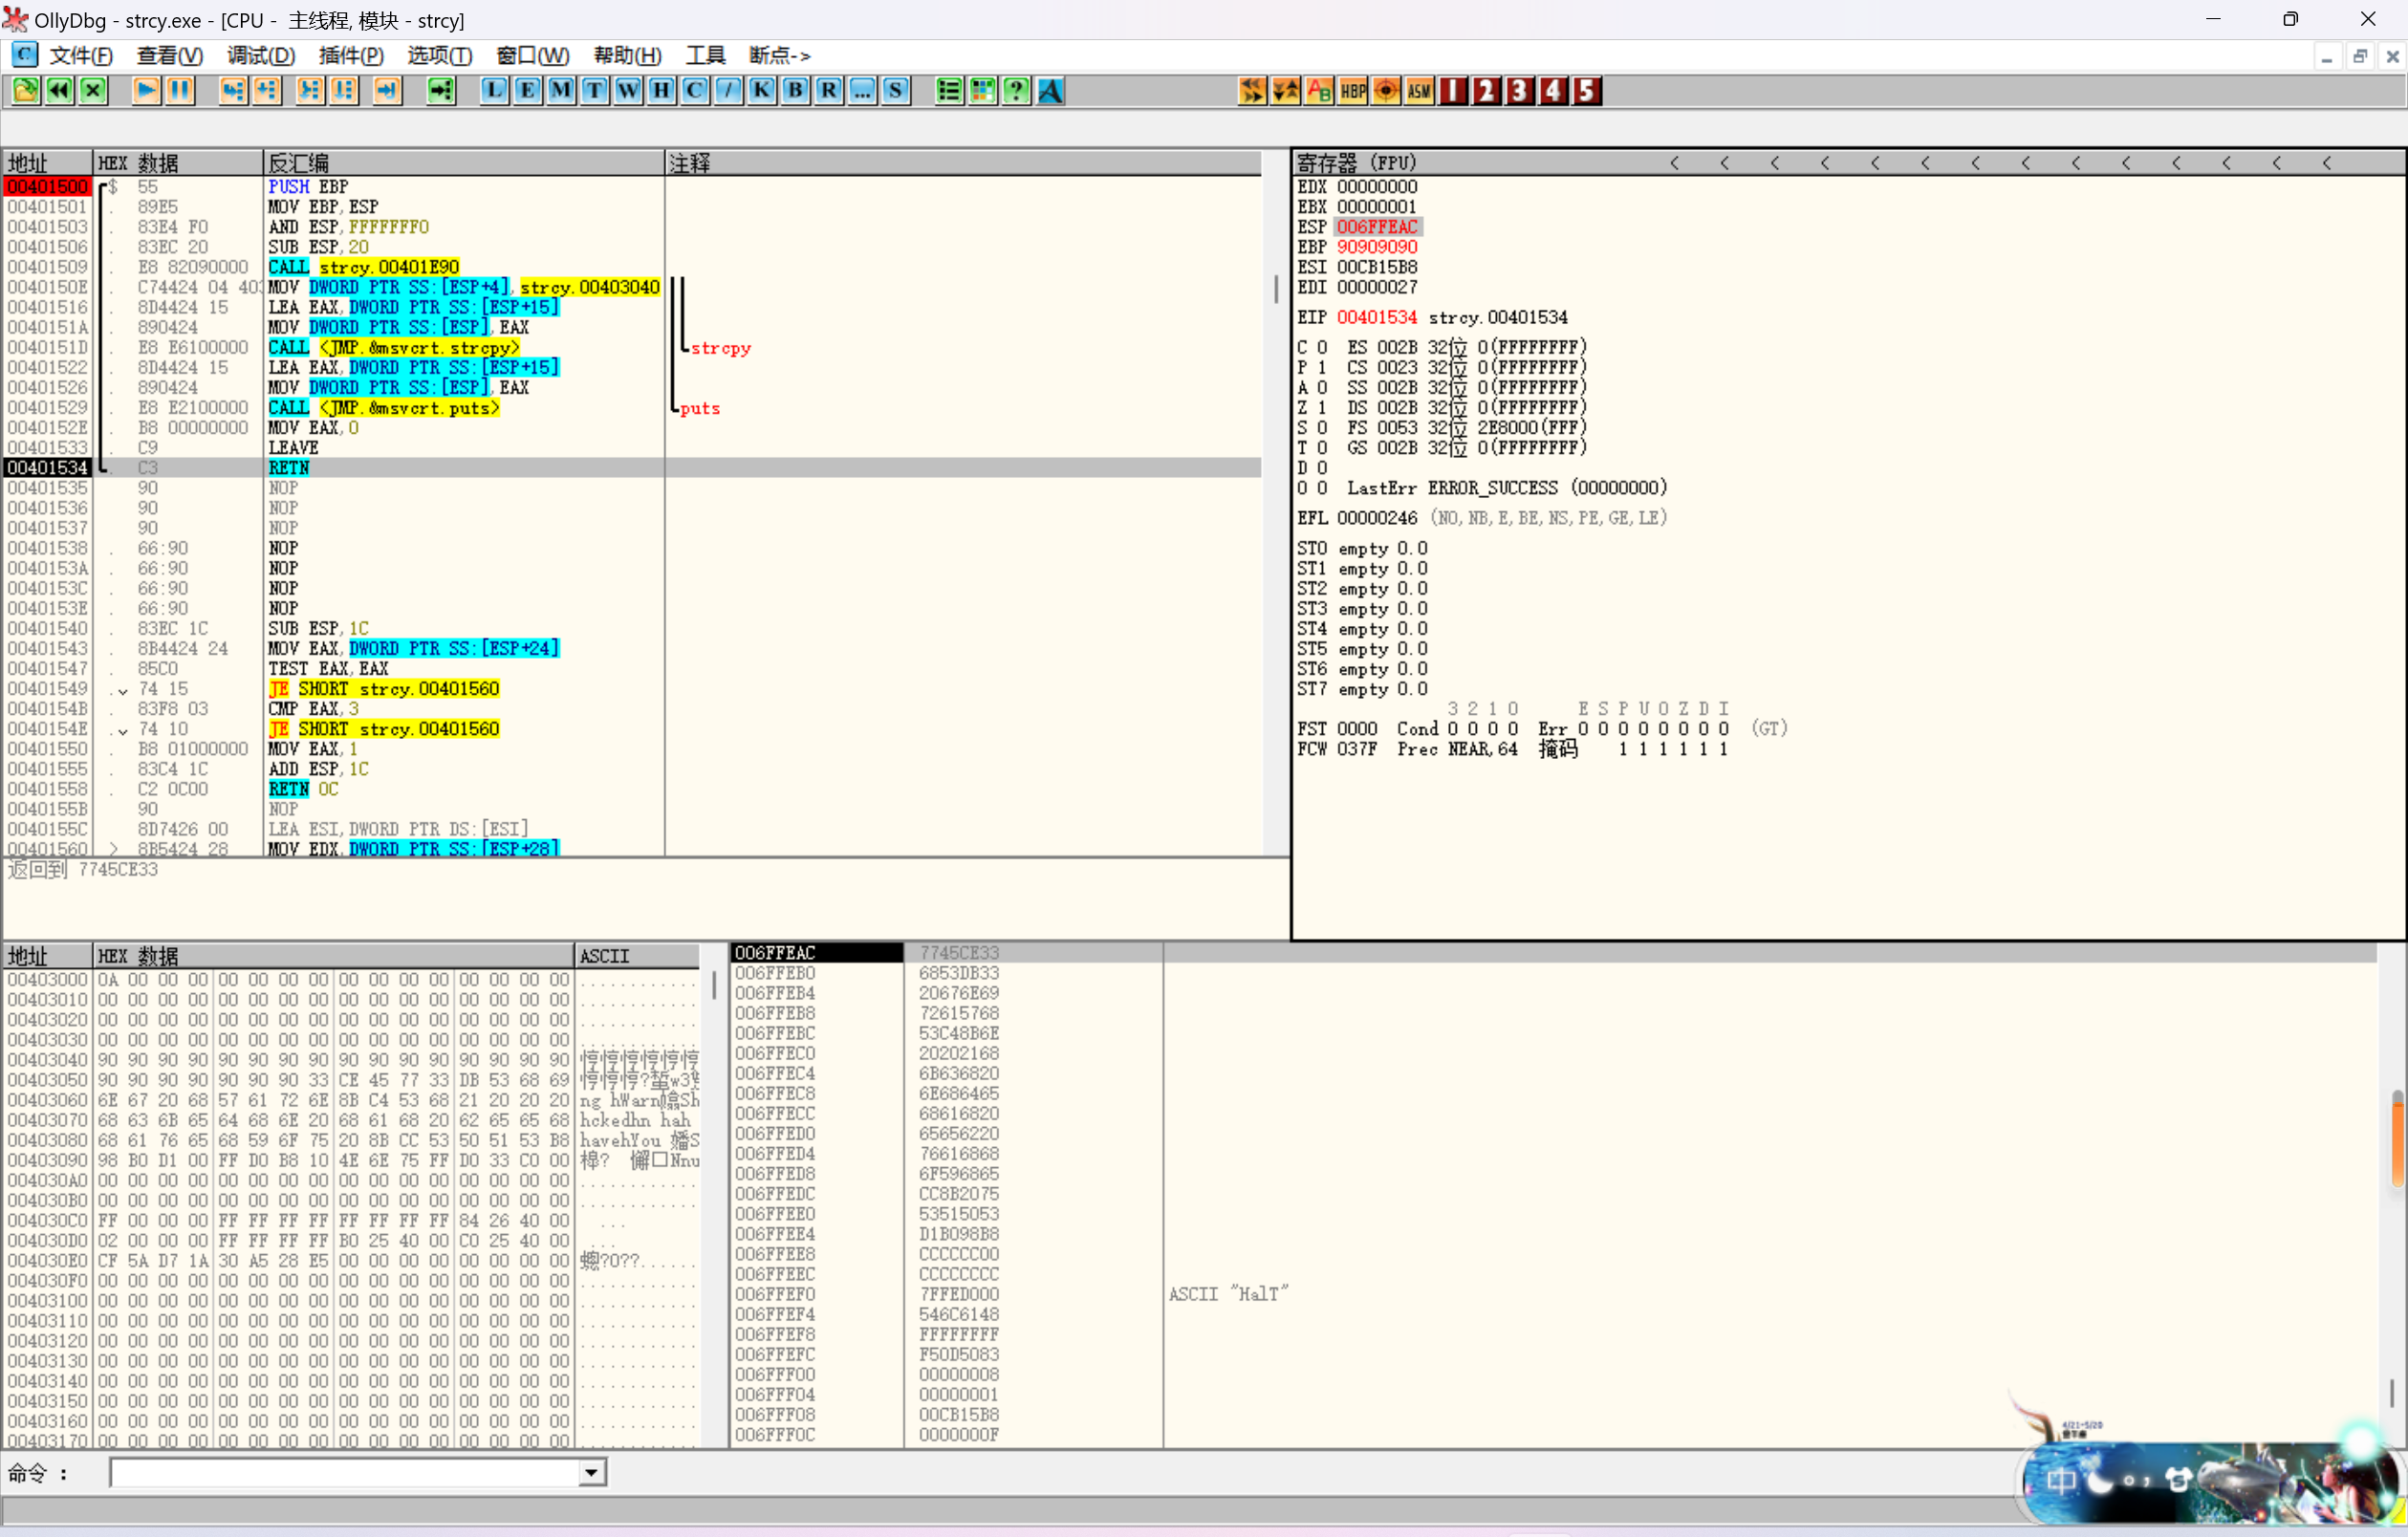 OllyDbg - strcy.exe - [CPU -  主线程, 模块 - strcy]
C 文件(F) 查看(V) 调试(D) 插件(P) 选项(T) 窗口(W) 帮助(H) 工具 断点->
L E M T W H C / K B R ... S ? A HBP ASM 1 2 3 4 5
地址 HEX 数据 反汇编 注释
00401500 $ 55 PUSH EBP
00401501 . 89E5 MOV EBP,ESP
00401503 . 83E4 F0 AND ESP,FFFFFFF0
00401506 . 83EC 20 SUB ESP,20
00401509 . E8 82090000 CALL strcy.00401E90
0040150E . C74424 04 403 MOV DWORD PTR SS:[ESP+4],strcy.00403040
00401516 . 8D4424 15 LEA EAX,DWORD PTR SS:[ESP+15]
0040151A . 890424 MOV DWORD PTR SS:[ESP],EAX
0040151D . E8 E6100000 CALL <JMP.&msvcrt.strcpy> strcpy
00401522 . 8D4424 15 LEA EAX,DWORD PTR SS:[ESP+15]
00401526 . 890424 MOV DWORD PTR SS:[ESP],EAX
00401529 . E8 E2100000 CALL <JMP.&msvcrt.puts> puts
0040152E . B8 00000000 MOV EAX,0
00401533 . C9 LEAVE
00401534 . C3 RETN
00401535 90 NOP
00401536 90 NOP
00401537 90 NOP
00401538 . 66:90 NOP
0040153A . 66:90 NOP
0040153C . 66:90 NOP
0040153E . 66:90 NOP
00401540 . 83EC 1C SUB ESP,1C
00401543 . 8B4424 24 MOV EAX,DWORD PTR SS:[ESP+24]
00401547 . 85C0 TEST EAX,EAX
00401549 . 74 15 JE SHORT strcy.00401560
0040154B . 83F8 03 CMP EAX,3
0040154E . 74 10 JE SHORT strcy.00401560
00401550 . B8 01000000 MOV EAX,1
00401555 . 83C4 1C ADD ESP,1C
00401558 . C2 0C00 RETN 0C
0040155B 90 NOP
0040155C 8D7426 00 LEA ESI,DWORD PTR DS:[ESI]
00401560 > 8B5424 28 MOV EDX,DWORD PTR SS:[ESP+28]
返回到 7745CE33
寄存器 (FPU) < < < < < < < < < < < < < <
EDX 00000000
EBX 00000001
ESP 006FFEAC
EBP 90909090
ESI 00CB15B8
EDI 00000027
EIP 00401534 strcy.00401534
C 0 ES 002B 32位 0(FFFFFFFF)
P 1 CS 0023 32位 0(FFFFFFFF)
A 0 SS 002B 32位 0(FFFFFFFF)
Z 1 DS 002B 32位 0(FFFFFFFF)
S 0 FS 0053 32位 2E8000(FFF)
T 0 GS 002B 32位 0(FFFFFFFF)
D 0
O 0 LastErr ERROR_SUCCESS (00000000)
EFL 00000246 (NO,NB,E,BE,NS,PE,GE,LE)
ST0 empty 0.0
ST1 empty 0.0
ST2 empty 0.0
ST3 empty 0.0
ST4 empty 0.0
ST5 empty 0.0
ST6 empty 0.0
ST7 empty 0.0
3 2 1 0 E S P U O Z D I
FST 0000 Cond 0 0 0 0 Err 0 0 0 0 0 0 0 0 (GT)
FCW 037F Prec NEAR,64 掩码 1 1 1 1 1 1
地址 HEX 数据 ASCII
00403000 0A 00 00 00 00 00 00 00 00 00 00 00 00 00 00 00 ............
00403010 00 00 00 00 00 00 00 00 00 00 00 00 00 00 00 00 ............
00403020 00 00 00 00 00 00 00 00 00 00 00 00 00 00 00 00 ............
00403030 00 00 00 00 00 00 00 00 00 00 00 00 00 00 00 00 ............
00403040 90 90 90 90 90 90 90 90 90 90 90 90 90 90 90 90
00403050 90 90 90 90 90 90 90 33 CE 45 77 33 DB 53 68 69
00403060 6E 67 20 68 57 61 72 6E 8B C4 53 68 21 20 20 20 ng hWarn Sh
00403070 68 63 6B 65 64 68 6E 20 68 61 68 20 62 65 65 68 hckedhn hah
00403080 68 61 76 65 68 59 6F 75 20 8B CC 53 50 51 53 B8 havehYou S
00403090 98 B0 D1 00 FF D0 B8 10 4E 6E 75 FF D0 33 C0 00 Nnu
004030A0 00 00 00 00 00 00 00 00 00 00 00 00 00 00 00 00 ............
004030B0 00 00 00 00 00 00 00 00 00 00 00 00 00 00 00 00 ............
004030C0 FF 00 00 00 FF FF FF FF FF FF FF FF 84 26 40 00 ...
004030D0 02 00 00 00 FF FF FF FF B0 25 40 00 C0 25 40 00 ...
004030E0 CF 5A D7 1A 30 A5 28 E5 00 00 00 00 00 00 00 00 ?0??......
004030F0 00 00 00 00 00 00 00 00 00 00 00 00 00 00 00 00 ............
00403100 00 00 00 00 00 00 00 00 00 00 00 00 00 00 00 00 ............
00403110 00 00 00 00 00 00 00 00 00 00 00 00 00 00 00 00 ............
00403120 00 00 00 00 00 00 00 00 00 00 00 00 00 00 00 00 ............
00403130 00 00 00 00 00 00 00 00 00 00 00 00 00 00 00 00 ............
00403140 00 00 00 00 00 00 00 00 00 00 00 00 00 00 00 00 ............
00403150 00 00 00 00 00 00 00 00 00 00 00 00 00 00 00 00 ............
00403160 00 00 00 00 00 00 00 00 00 00 00 00 00 00 00 00 ............
00403170 00 00 00 00 00 00 00 00 00 00 00 00 00 00 00 00 ............
006FFEAC 7745CE33
006FFEB0 6853DB33
006FFEB4 20676E69
006FFEB8 72615768
006FFEBC 53C48B6E
006FFEC0 20202168
006FFEC4 6B636820
006FFEC8 6E686465
006FFECC 68616820
006FFED0 65656220
006FFED4 76616868
006FFED8 6F596865
006FFEDC CC8B2075
006FFEE0 53515053
006FFEE4 D1B098B8
006FFEE8 CCCCCC00
006FFEEC CCCCCCCC
006FFEF0 7FFED000 ASCII "HalT"
006FFEF4 546C6148
006FFEF8 FFFFFFFF
006FFEFC F50D5083
006FFF00 00000008
006FFF04 00000001
006FFF08 00CB15B8
006FFF0C 0000000F
命令 :
4/21-5/20
中